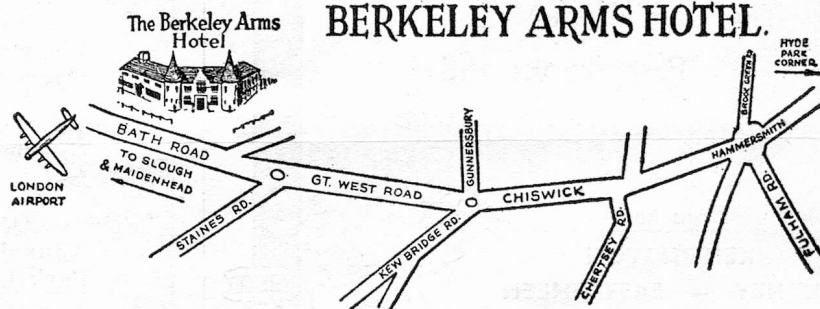 BERKELEY ARMS HOTEL.
The Berkeley Arms
Hotel
HYDE
PARK
CORNER
BROOK GREEN RD
LONDON
AIRPORT
BATH ROAD
TO SLOUGH
& MAIDENHEAD
STAINES RD.
GT. WEST ROAD
GUNNERSBURY
KEW BRIDGE RD.
CHISWICK
CHERTSEY RD.
HAMMERSMITH
FULHAM RD.